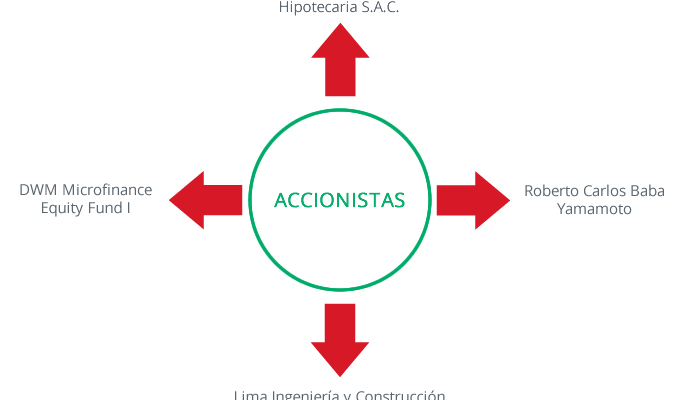 Hipotecaria S.A.C.
DWM Microfinance
Equity Fund I
ACCIONISTAS
Roberto Carlos Baba
Yamamoto
Lima Ingeniería y Construcción